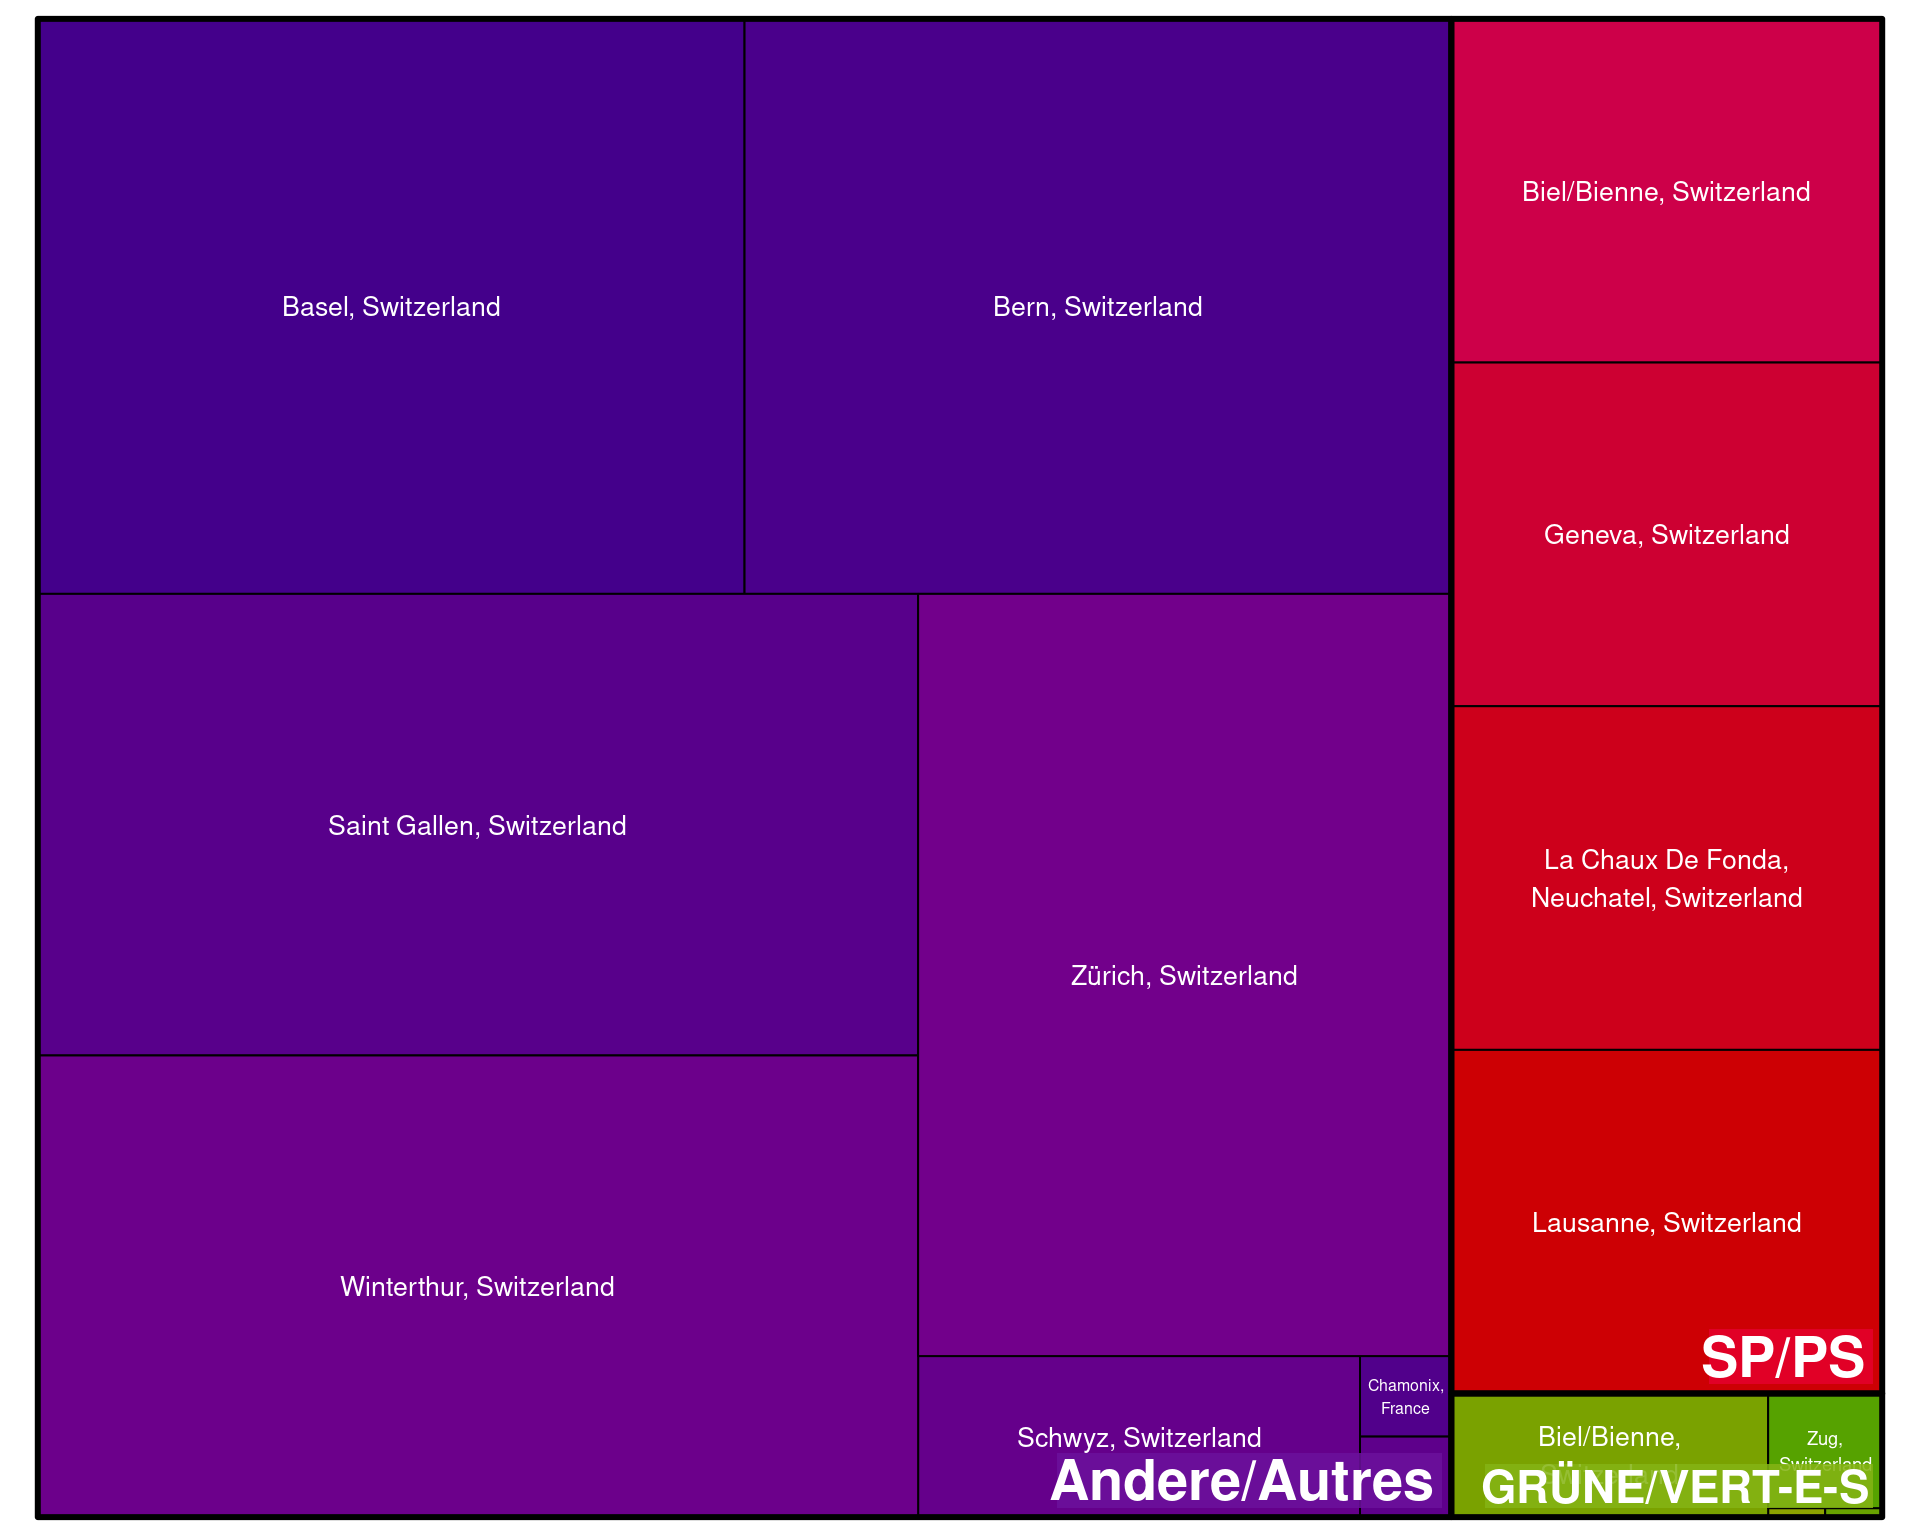 Basel, Switzerland
Bern, Switzerland
Biel/Bienne, Switzerland
Geneva, Switzerland
Saint Gallen, Switzerland
La Chaux De Fonda,
Neuchatel, Switzerland
Zürich, Switzerland
Lausanne, Switzerland
Winterthur, Switzerland
SP/PS
Chamonix,
France
Schwyz, Switzerland
Andere/Autres
Biel/Bienne,
Switzerland
Zug,
Switzerland
GRÜNE/VERT-E-S